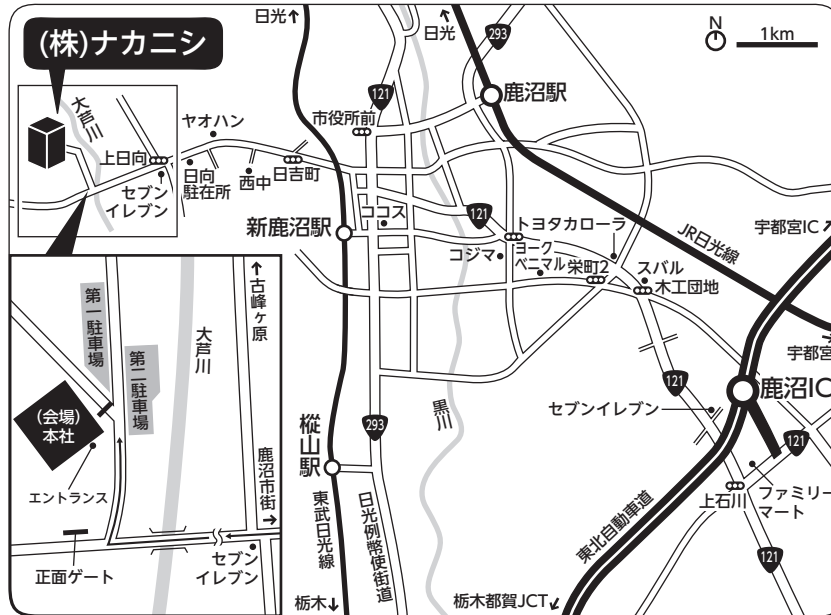 (株)ナカニシ
日光↑
日光
293
N
1km
121
鹿沼駅
市役所前
大芦川
ヤオハン
上日向
日向
駐在所
西中
日吉町
セブン
イレブン
新鹿沼駅
ココス
121
トヨタカローラ
コジマ
ヨーク
ベニマル
栄町2
スバル
木工団地
JR日光線
宇都宮IC↗
宇都宮
→
第一駐車場
第二駐車場
大芦川
↑古峰ヶ原
(会場)
本社
エントランス
鹿沼市街
→
正面ゲート
セブン
イレブン
樅山駅
東武日光線
293
日光例幣使街道
黒川
121
鹿沼IC
セブンイレブン
121
上石川
ファミリー
マート
121
東北自動車道
栃木↓
栃木都賀JCT↙